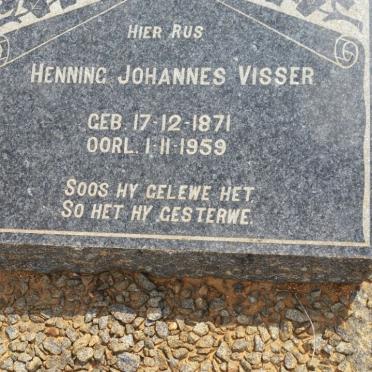 HIER RUS
HENNING JOHANNES VISSER
GEB. 17-12-1871
OORL. 1-11-1959
SOOS HY GELEWE HET
SO HET HY GESTERWE.